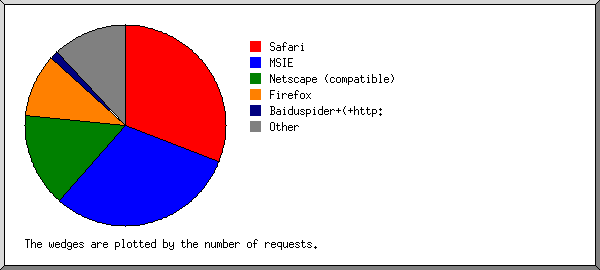 Safari
MSIE
Netscape (compatible)
Firefox
Baiduspider+(+http:
Other
The wedges are plotted by the number of requests.